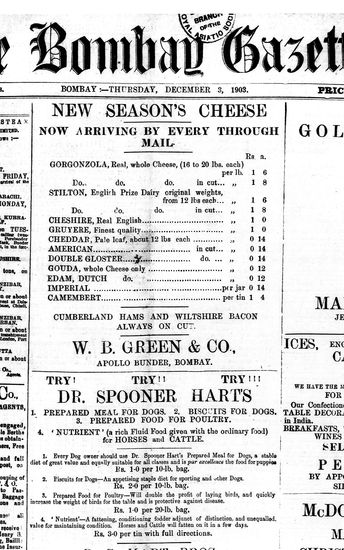 BRANCH
OF THE
ROYAL ASIATIC SOCI
e Bombay Gazett
BOMBAY :—THURSDAY, DECEMBER 3, 1903.
PRIC
NEW SEASON'S CHEESE
NOW ARRIVING BY EVERY THROUGH
MAIL.
Rs a.
GORGONZOLA, Real, whole Cheese, (16 to 20 lbs. each)
per lb. 1 6
Do. do. do. in cut... „ 1 8
STILTON, English Prize Dairy original weights,
from 12 lbs each... „ 1 6
Do. do. do. in cut... „ 1 8
CHESHIRE, Real English... „ 1 0
GRUYERE, Finest quality... „ 1 0
CHEDDAR, Pale leaf, about 12 lbs each ... „ 0 14
AMERICAN... in cut... „ 0 14
DOUBLE GLOSTER ... do. ... „ 0 14
GOUDA, whole Cheese only ... „ 0 12
EDAM, DUTCH do. ... „ 0 12
IMPERIAL ... per jar 0 14
CAMEMBERT... per tin 1 4
CUMBERLAND HAMS AND WILTSHIRE BACON
ALWAYS ON CUT.
W. B. GREEN & CO.,
APOLLO BUNDER, BOMBAY.
TRY! TRY!! TRY!!!
DR. SPOONER HART'S
1. PREPARED MEAL FOR DOGS. 2. BISCUITS FOR DOGS.
3. PREPARED FOOD FOR POULTRY.
4. 'NUTRIENT' (a rich Fluid Food given with the ordinary food)
for HORSES and CATTLE.
1. Every Dog owner should use Dr. Spooner Hart's Prepared Meal for Dogs, a stable
diet of great value and equally suitable for all classes and is par excellence the food for puppies
Rs. 1-0 per 10-lb. bag.
2. Biscuits for Dogs—An appetising staple diet for sporting and other Dogs.
Rs. 2-0 per 10-lb. bag.
3. Prepared Food for Poultry—Will double the profit of laying birds, and quickly
increase the weight of birds for the table and is protective against disease.
Rs. 1-0 per 20-lb. bag.
4. 'Nutrient'—A fattening, conditioning fodder adjunct of distinction, and unequalled
value for maintaining condition. Horses and Cattle will fatten on it in a few days.
Rs. 3-0 per tin with full directions.
GOL
MA
JE
ICES, ENG
CA
WE HAVE THE M
FOR
Our Confection
TABLE DECORA
in India.
BREAKFASTS,
WINES
SEL
PE
BY APPO
SIM
McDO
MA